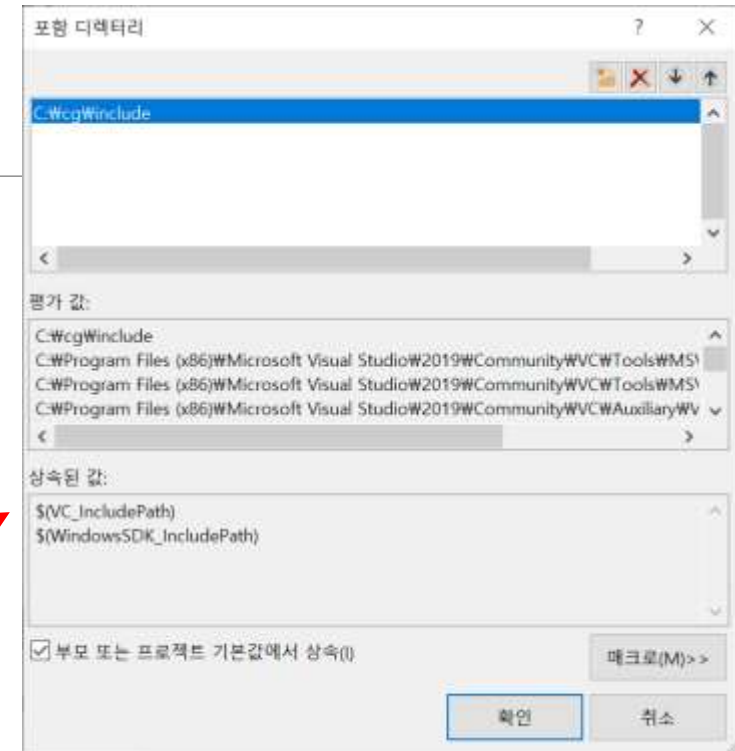 포함 디렉터리
C:₩cg₩include
평가 값:
C:₩cg₩include
C:₩Program Files (x86)₩Microsoft Visual Studio₩2019₩Community₩VC₩Tools₩MS
C:₩Program Files (x86)₩Microsoft Visual Studio₩2019₩Community₩VC₩Tools₩MS
C:₩Program Files (x86)₩Microsoft Visual Studio₩2019₩Community₩VC₩Auxiliary₩V
상속된 값:
$(VC_IncludePath)
$(WindowsSDK_IncludePath)
부모 또는 프로젝트 기본값에서 상속(I)
매크로(M)>>
확인
취소